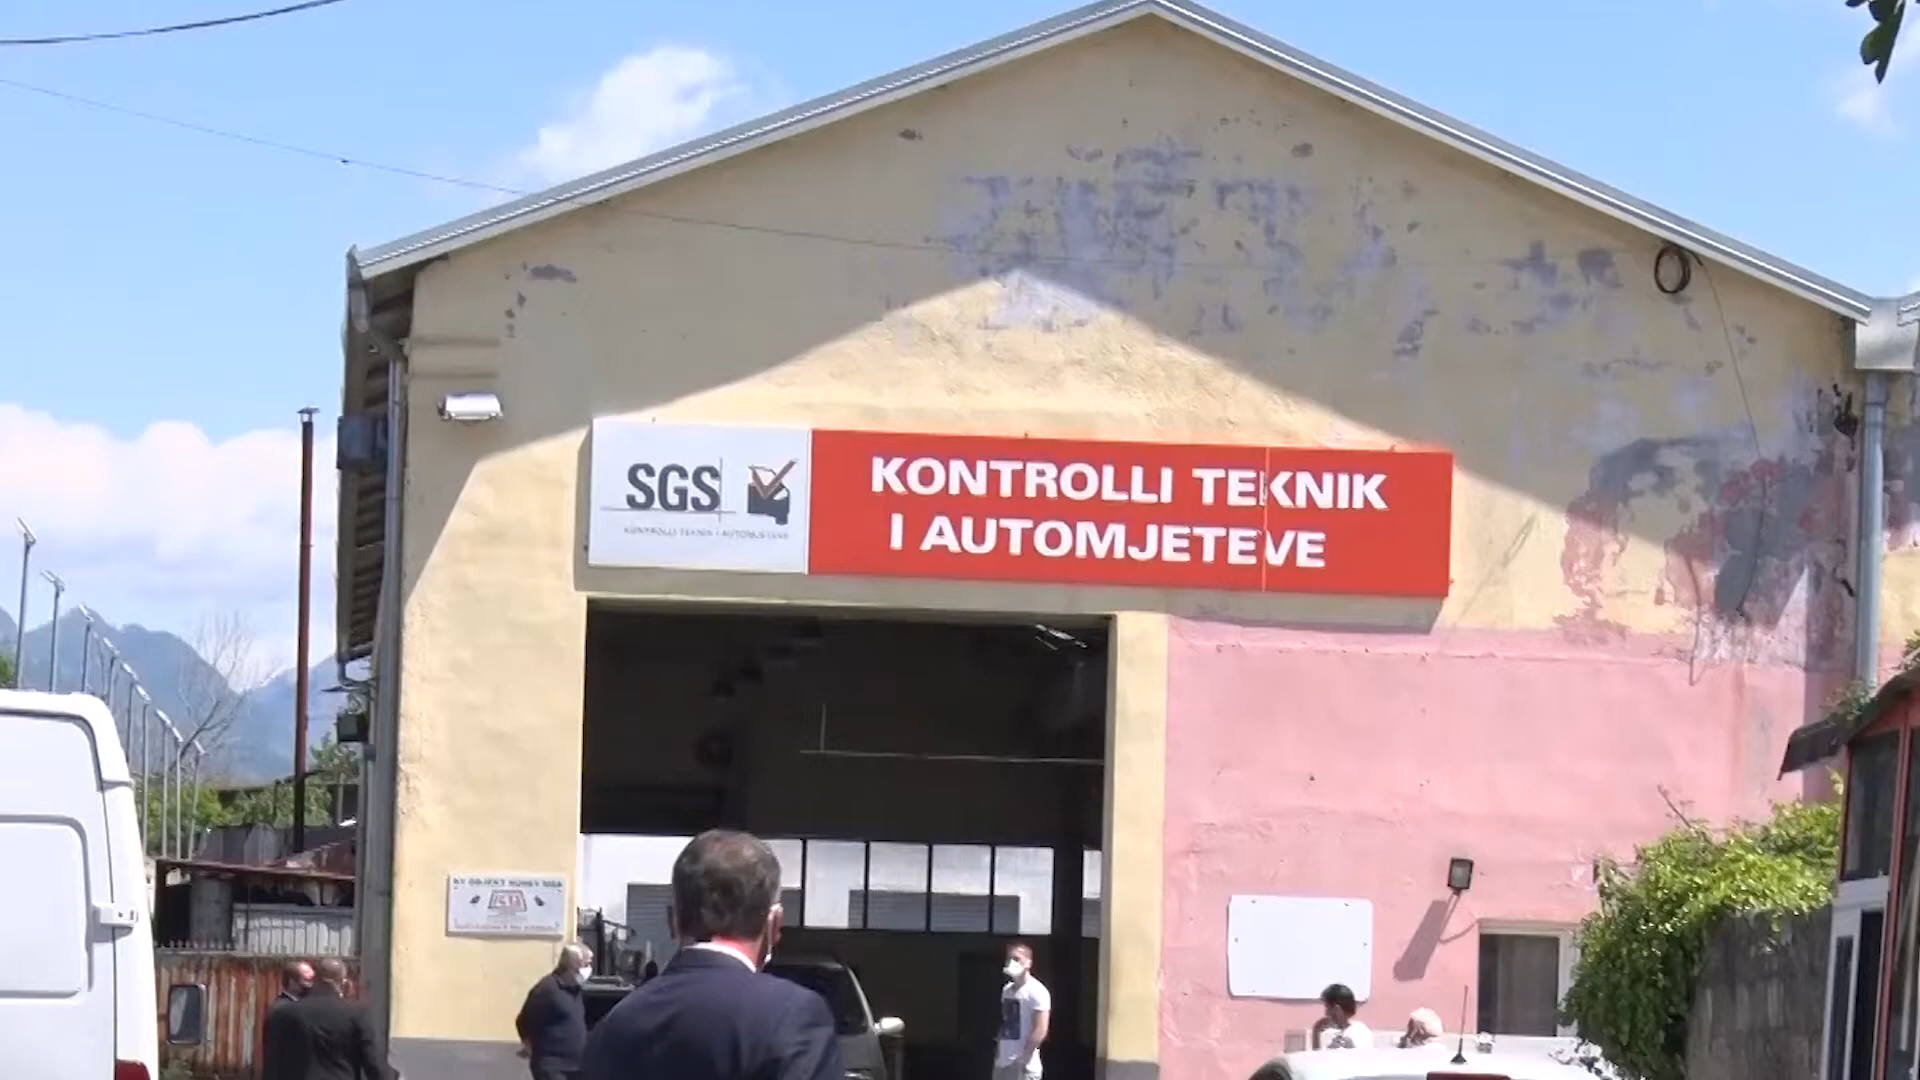 SGS
KONTROLLI TEKNIK I AUTOMJETEVE
KONTROLLI TEKNIK
I AUTOMJETEVE